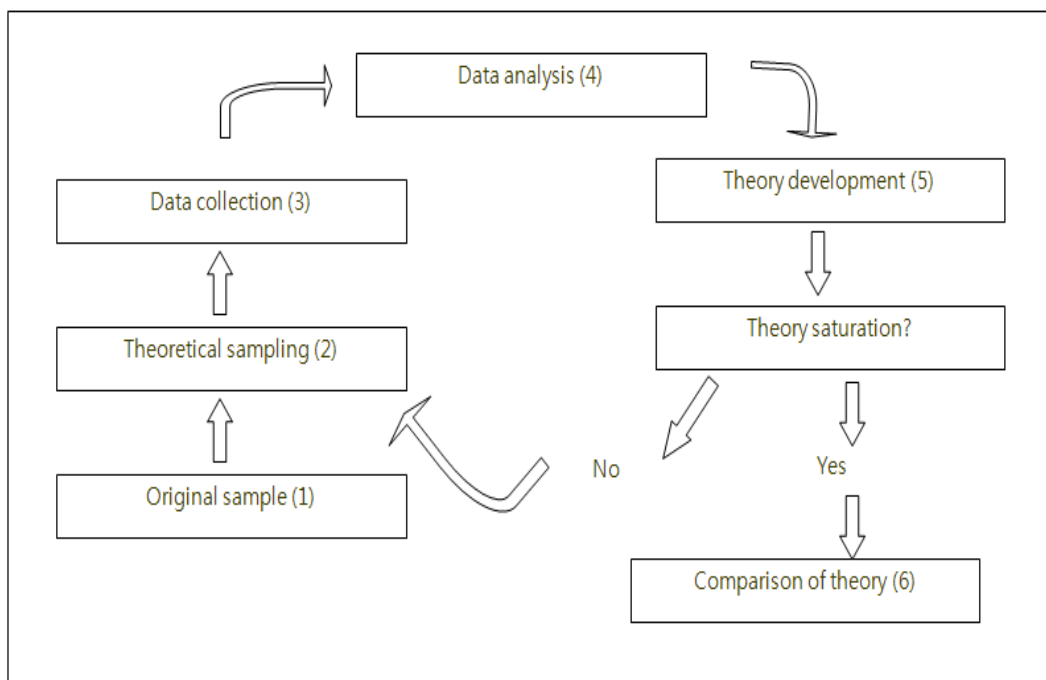 Data analysis (4)
Data collection (3)
Theory development (5)
Theoretical sampling (2)
Theory saturation?
No
Yes
Original sample (1)
Comparison of theory (6)